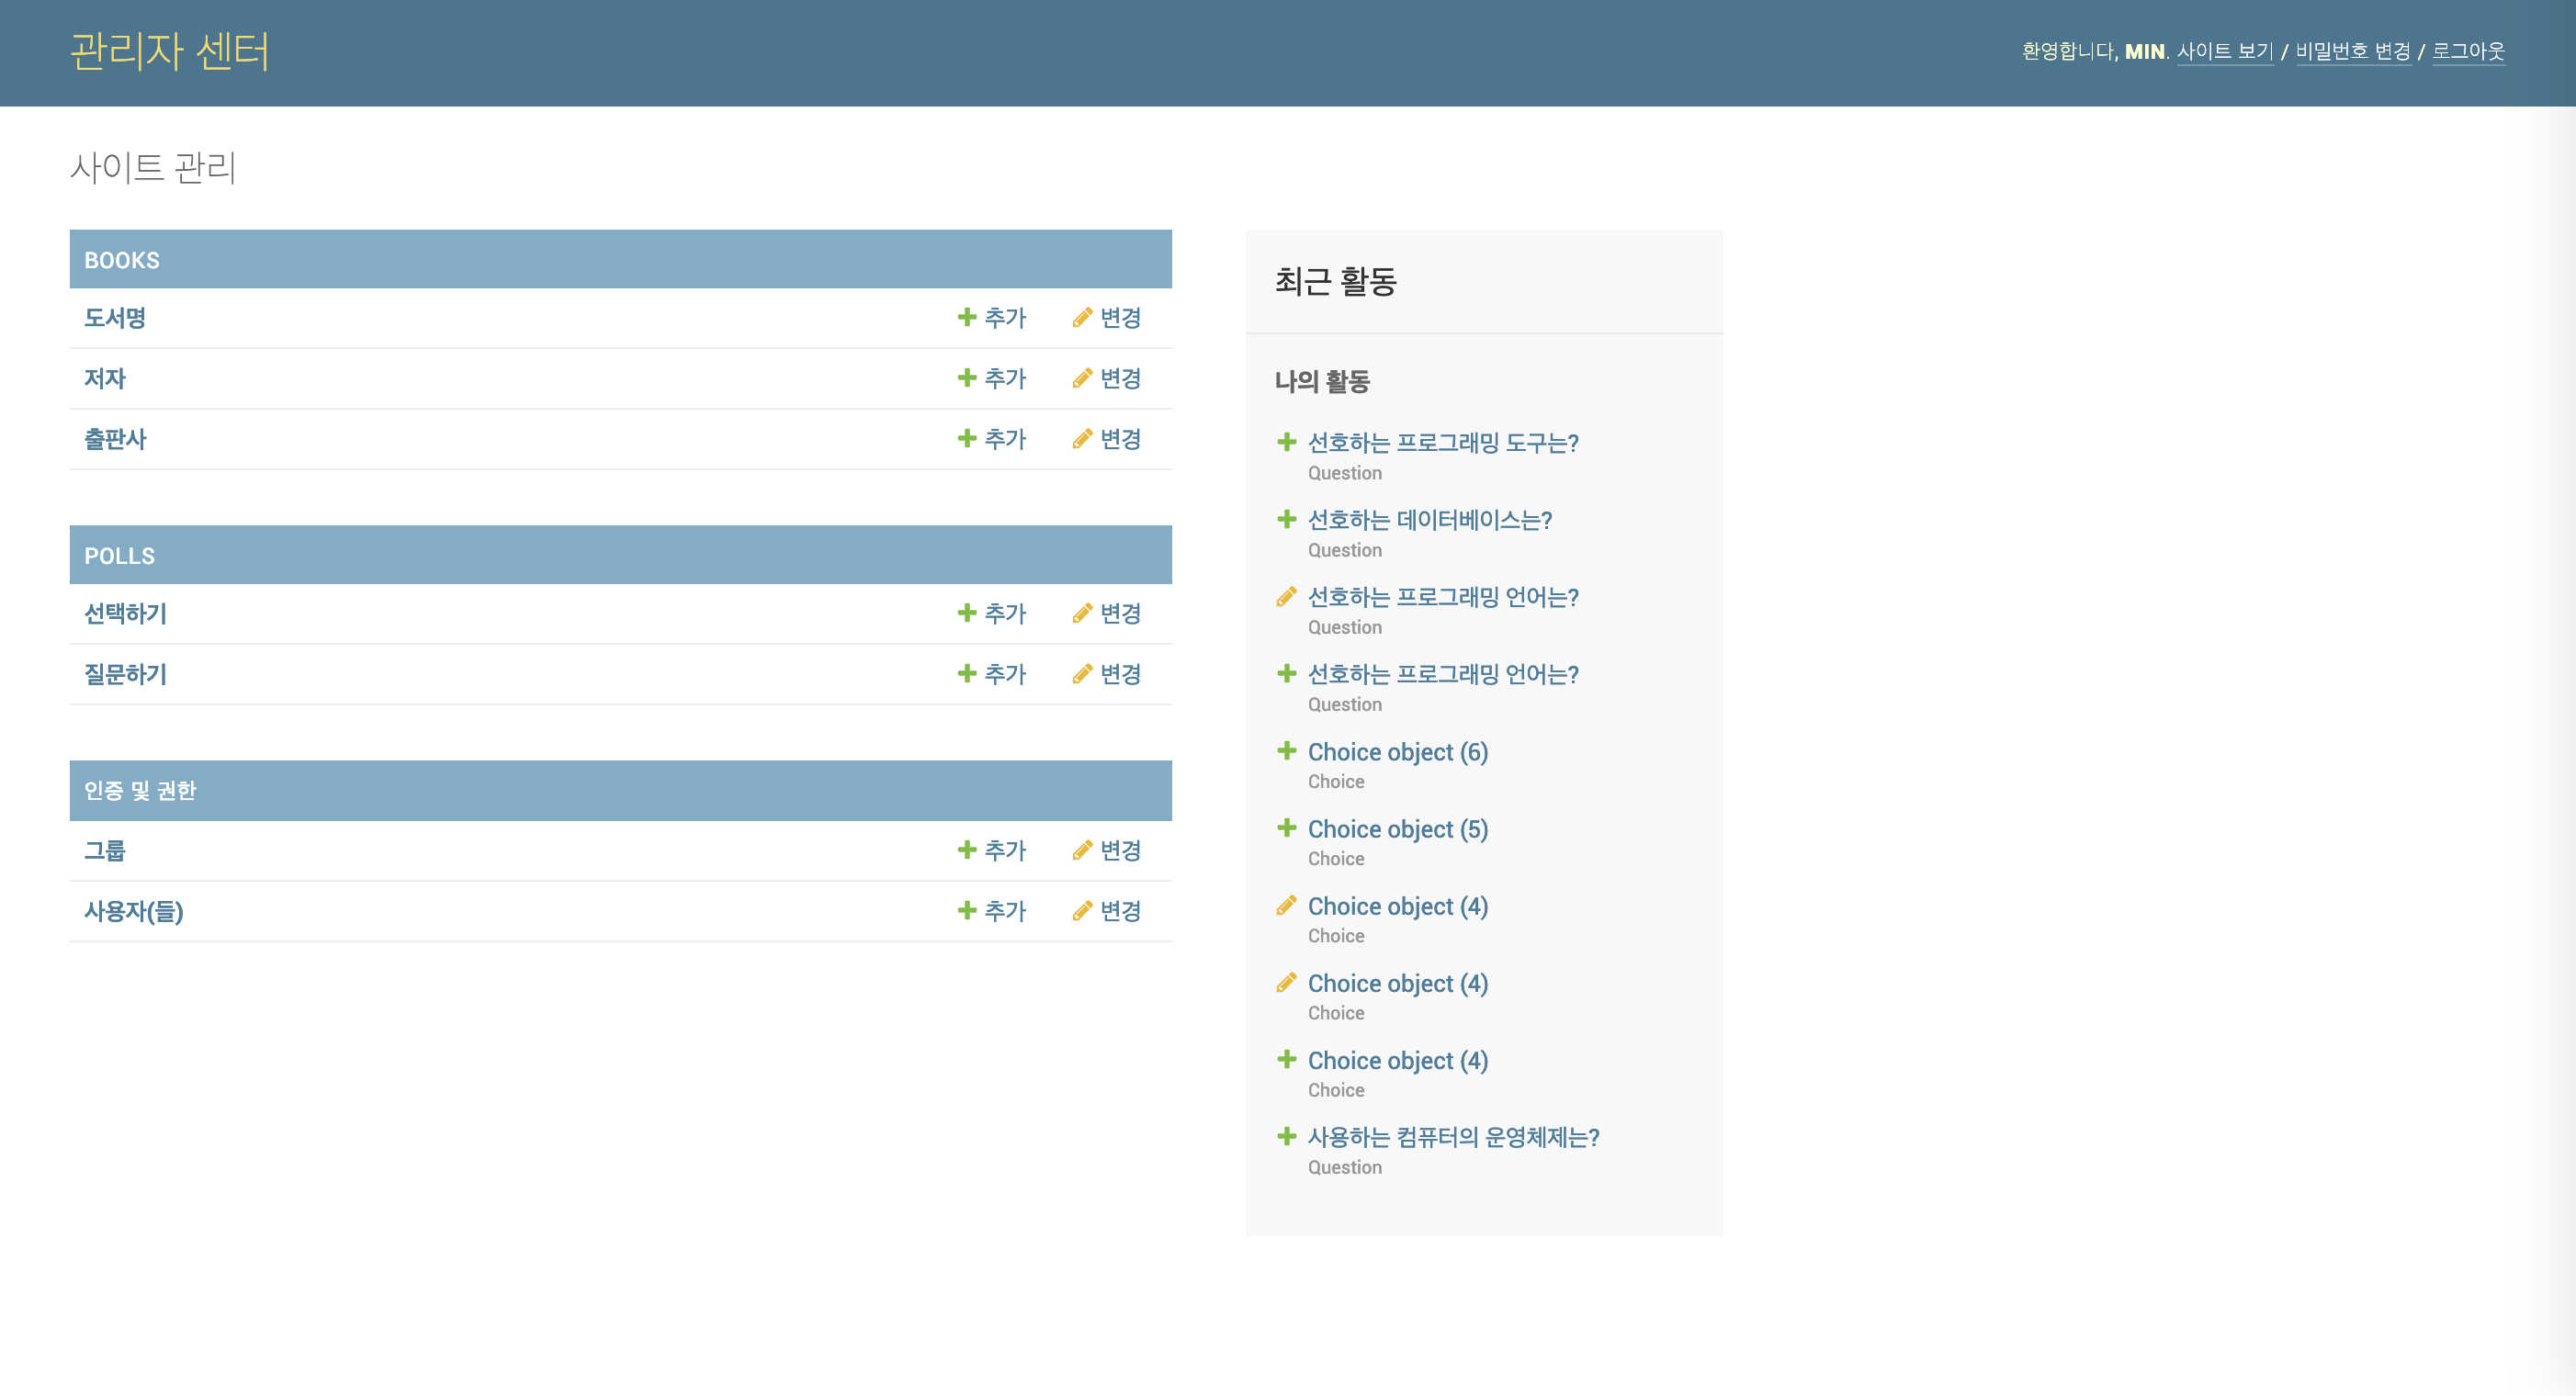 관리자 센터
환영합니다, MIN. 사이트 보기 / 비밀번호 변경 / 로그아웃
사이트 관리
BOOKS
도서명 추가 변경
저자 추가 변경
출판사 추가 변경
POLLS
선택하기 추가 변경
질문하기 추가 변경
인증 및 권한
그룹 추가 변경
사용자(들) 추가 변경
최근 활동
나의 활동
선호하는 프로그래밍 도구는?
Question
선호하는 데이터베이스는?
Question
선호하는 프로그래밍 언어는?
Question
선호하는 프로그래밍 언어는?
Question
Choice object (6)
Choice
Choice object (5)
Choice
Choice object (4)
Choice
Choice object (4)
Choice
Choice object (4)
Choice
사용하는 컴퓨터의 운영체제는?
Question